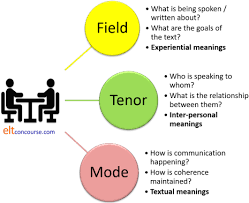 Field
• What is being spoken /
written about?
• What are the goals of
the text?
• Experiential meanings
Tenor
• Who is speaking to
whom?
• What is the relationship
between them?
• Inter-personal
meanings
eltconcourse.com
Mode
• How is communication
happening?
• How is coherence
maintained?
• Textual meanings